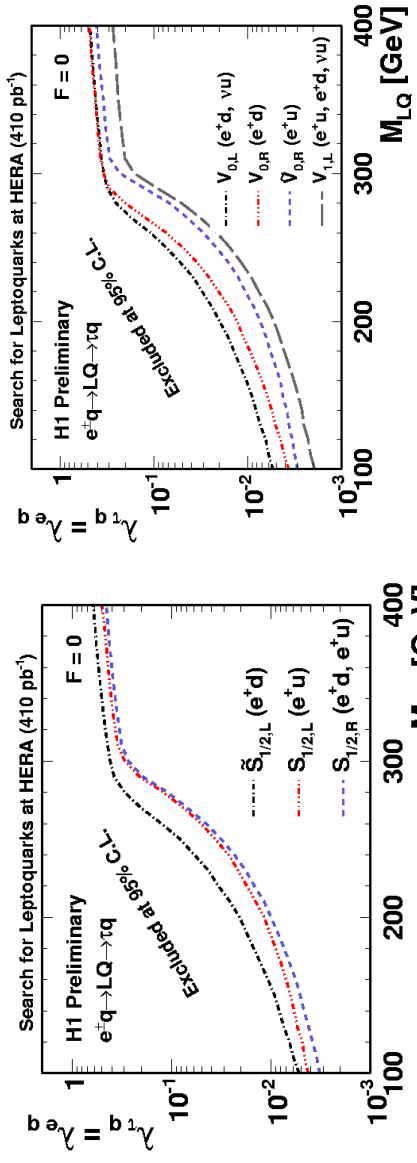 Search for Leptoquarks at HERA (410 pb⁻¹)
H1 Preliminary
e±q→LQ→τq
F = 0
Excluded at 95% C.L.
λτq = λeq
1
10⁻¹
10⁻²
10⁻³
S̃1/2,L (e⁺d)
S1/2,L (e⁺u)
S1/2,R (e⁺d, e⁺u)
100 200 300 400
Search for Leptoquarks at HERA (410 pb⁻¹)
H1 Preliminary
e±q→LQ→τq
F = 0
Excluded at 95% C.L.
λτq = λeq
1
10⁻¹
10⁻²
10⁻³
V0,L (e⁺d, νu)
V0,R (e⁺d)
Ṽ0,R (e⁺u)
V1,L (e⁺u, e⁺d, νu)
100 200 300 400
MLQ [GeV]